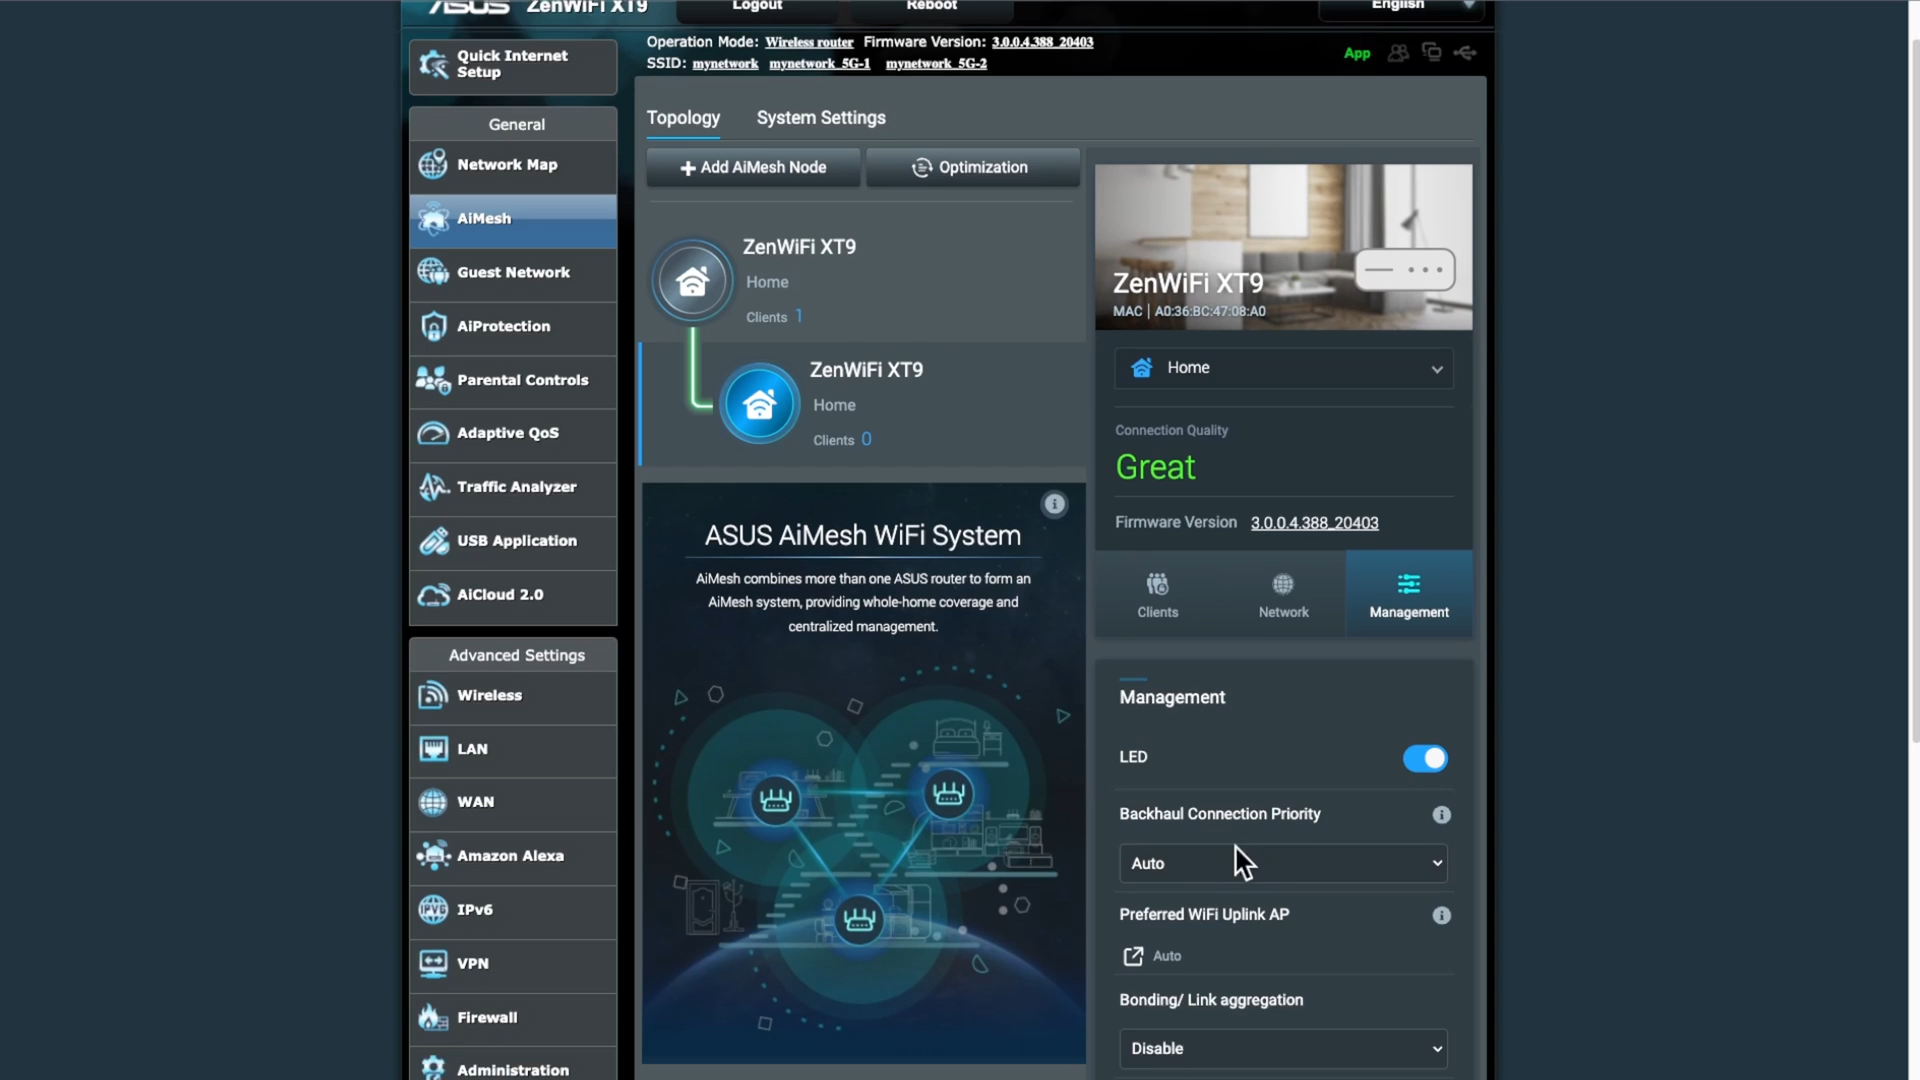 ASUS ZenWiFi XT9
Logout
Reboot
English
Operation Mode: Wireless router Firmware Version: 3.0.0.4.388_20403
SSID: mynetwork mynetwork_5G-1 mynetwork_5G-2
App
Quick Internet
Setup
General
Network Map
AiMesh
Guest Network
AiProtection
Parental Controls
Adaptive QoS
Traffic Analyzer
USB Application
AiCloud 2.0
Advanced Settings
Wireless
LAN
WAN
Amazon Alexa
IPV6
IPv6
VPN
Firewall
Administration
Topology
System Settings
+ Add AiMesh Node
Optimization
ZenWiFi XT9
Home
Clients 1
ZenWiFi XT9
Home
Clients 0
ASUS AiMesh WiFi System
AiMesh combines more than one ASUS router to form an
AiMesh system, providing whole-home coverage and
centralized management.
ZenWiFi XT9
MAC | A0:36:BC:47:08:A0
Home
Connection Quality
Great
Firmware Version 3.0.0.4.388_20403
Clients
Network
Management
Management
LED
Backhaul Connection Priority
Auto
Preferred WiFi Uplink AP
Auto
Bonding/ Link aggregation
Disable